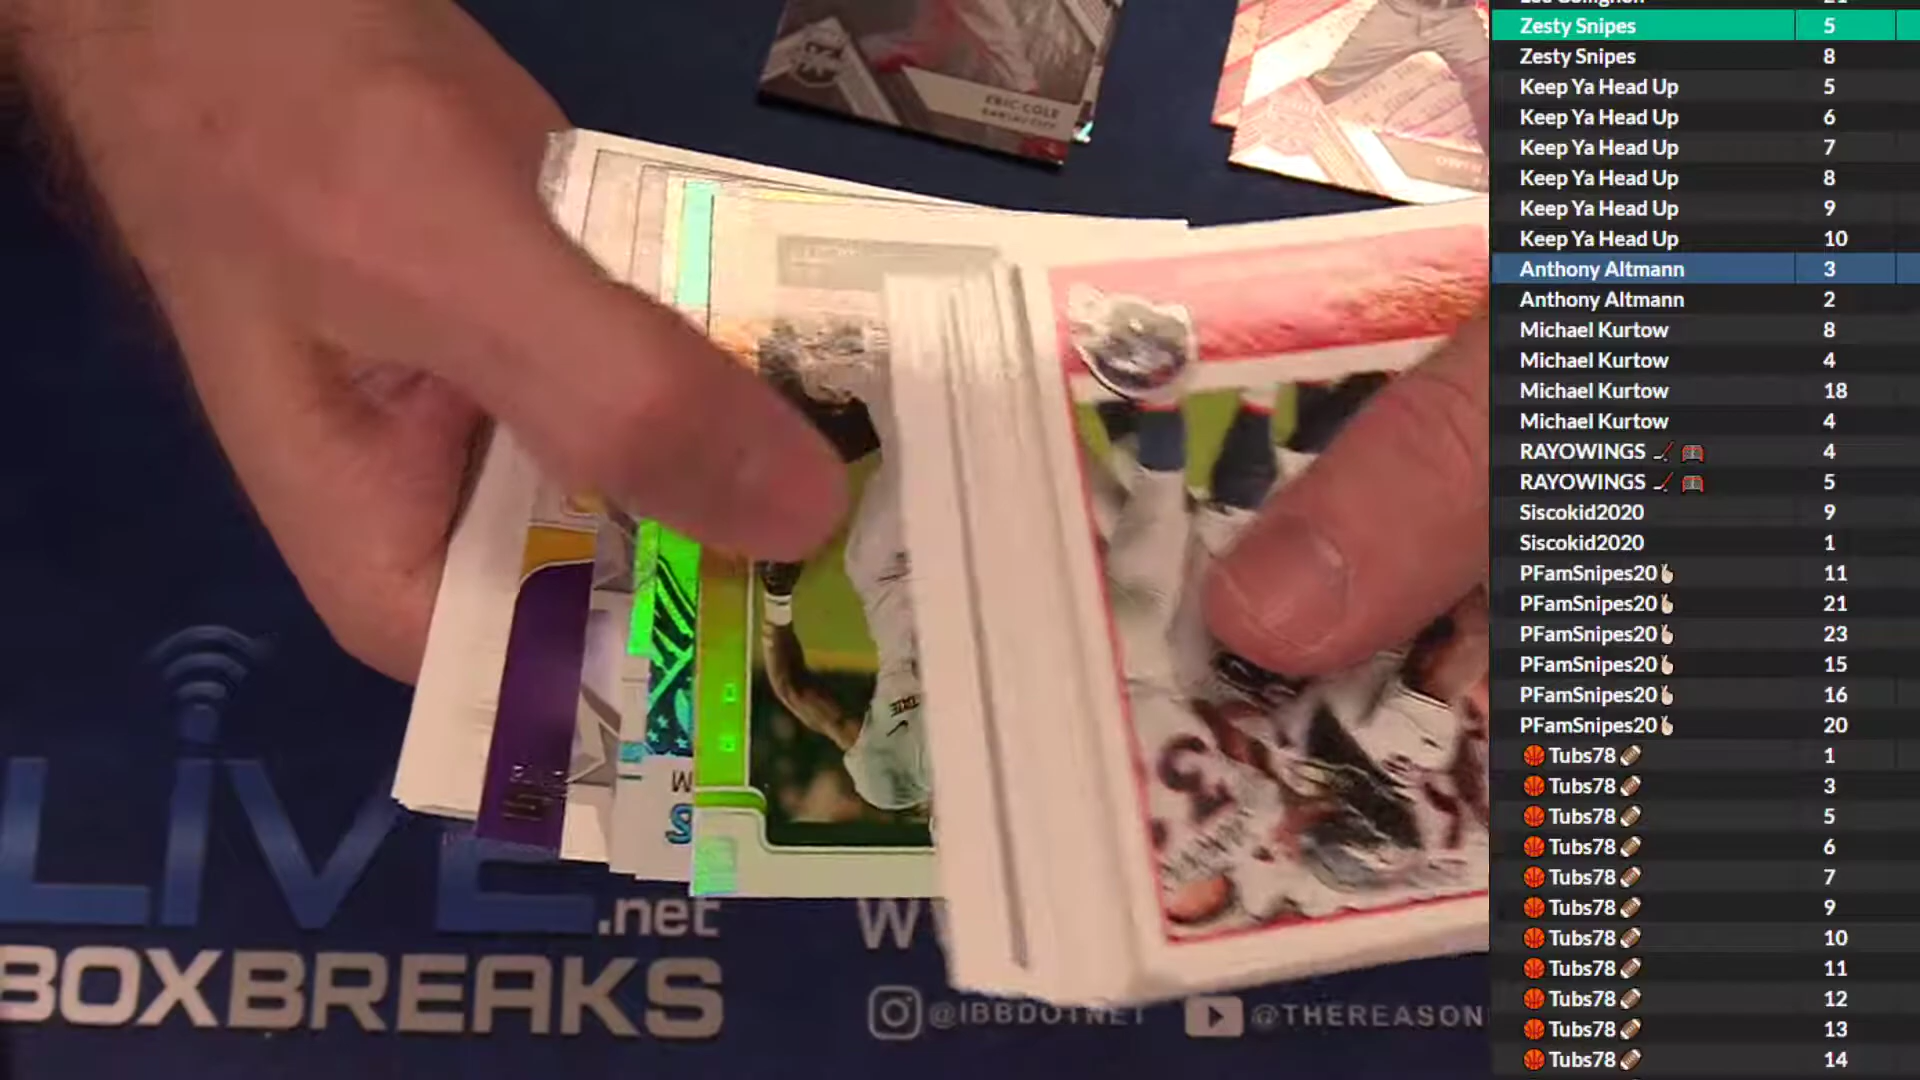 Zesty Snipes 5
Zesty Snipes 8
Keep Ya Head Up 5
Keep Ya Head Up 6
Keep Ya Head Up 7
Keep Ya Head Up 8
Keep Ya Head Up 9
Keep Ya Head Up 10
Anthony Altmann 3
Anthony Altmann 2
Michael Kurtow 8
Michael Kurtow 4
Michael Kurtow 18
Michael Kurtow 4
RAYOWINGS 4
RAYOWINGS 5
Siscokid2020 9
Siscokid2020 1
PFamSnipes20 11
PFamSnipes20 21
PFamSnipes20 23
PFamSnipes20 15
PFamSnipes20 16
PFamSnipes20 20
Tubs78 1
Tubs78 3
Tubs78 5
Tubs78 6
Tubs78 7
Tubs78 9
Tubs78 10
Tubs78 11
Tubs78 12
Tubs78 13
Tubs78 14
ERIC COLE
LIVE.net
BOXBREAKS
@IBBDOTNET
@THEREASON